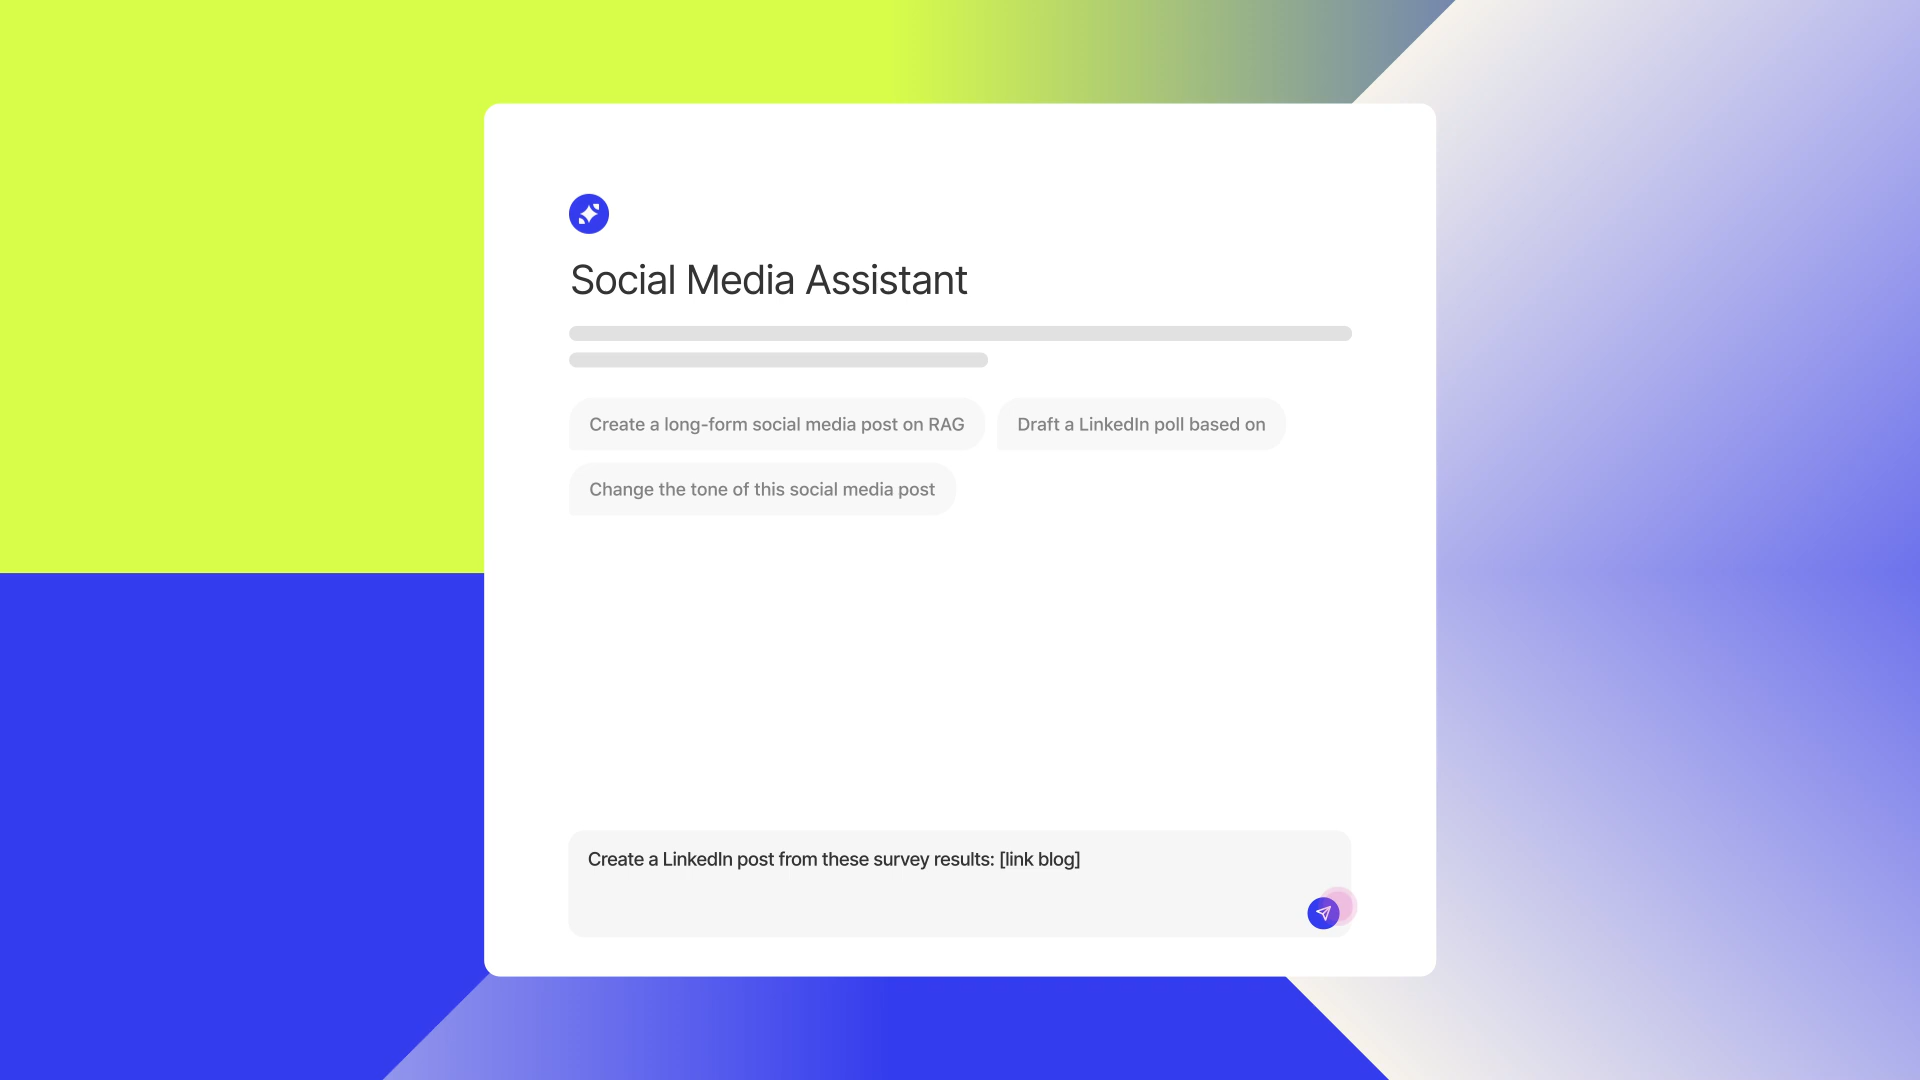 Social Media Assistant
Create a long-form social media post on RAG
Draft a LinkedIn poll based on
Change the tone of this social media post
Create a LinkedIn post from these survey results: [link blog]